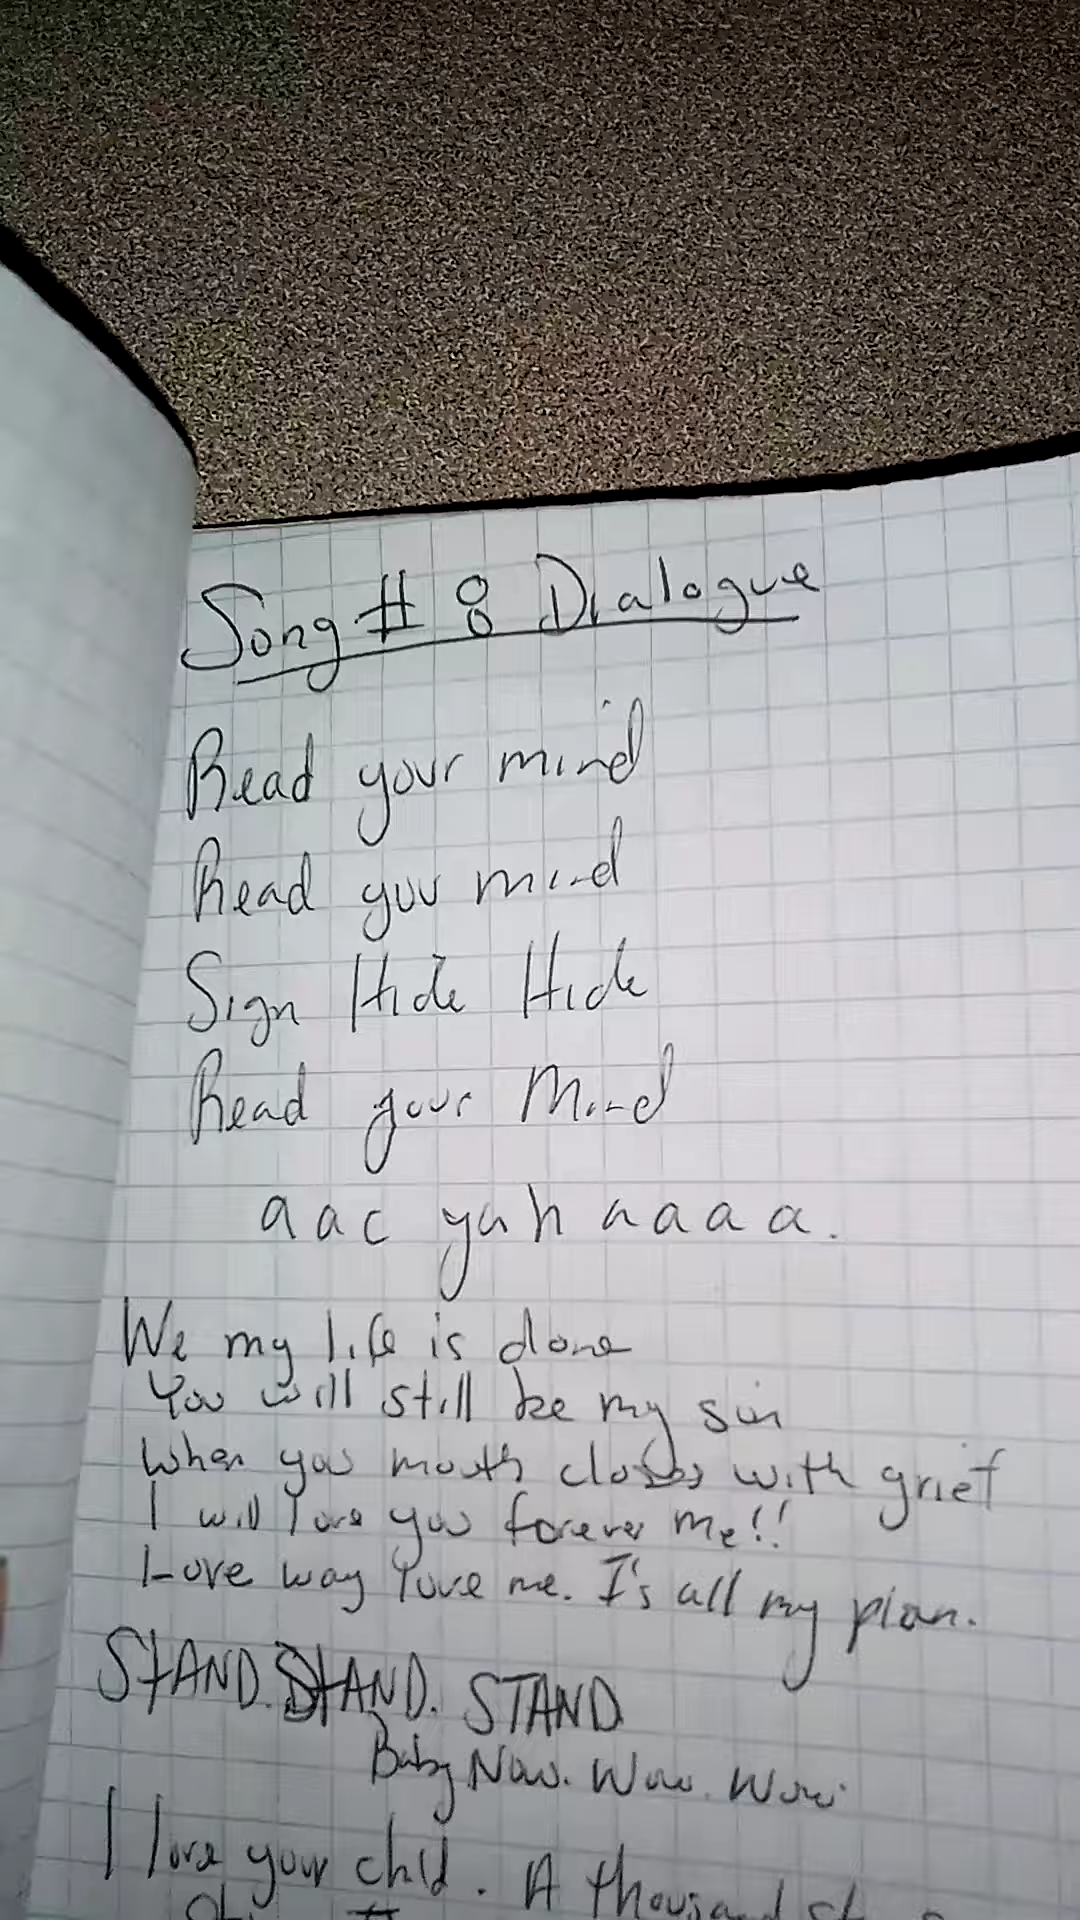 Song # 8 Dialogue
Read your mind
Read your mind
Sign Hide Hide
Read your Mind
a a c yah a a a a.
We my life is done
You will still be my sin
When you mouth closes with grief
I will love you forever me!!
Love way love me. I's all my plan.
STAND. STAND. STAND
Baby Now. Wow. Wow.
I love your child. A thousand